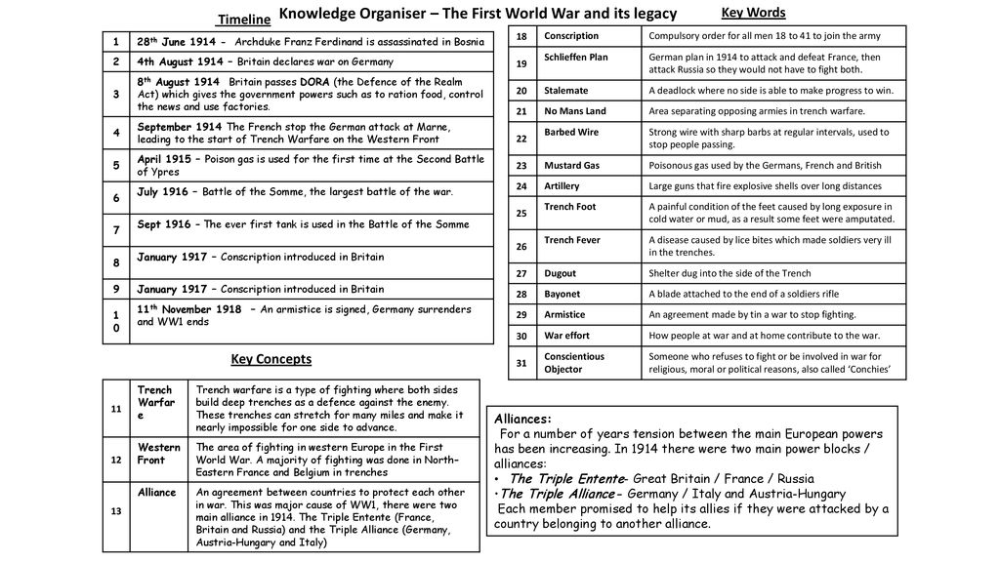 Knowledge Organiser – The First World War and its legacy
Timeline
1 28th June 1914 - Archduke Franz Ferdinand is assassinated in Bosnia
2 4th August 1914 – Britain declares war on Germany
3 8th August 1914 Britain passes DORA (the Defence of the Realm
Act) which gives the government powers such as to ration food, control
the news and use factories.
4 September 1914 The French stop the German attack at Marne,
leading to the start of Trench Warfare on the Western Front
5 April 1915 – Poison gas is used for the first time at the Second Battle
of Ypres
6 July 1916 – Battle of the Somme, the largest battle of the war.
7 Sept 1916 – The ever first tank is used in the Battle of the Somme
8 January 1917 – Conscription introduced in Britain
9 January 1917 – Conscription introduced in Britain
10 11th November 1918 – An armistice is signed, Germany surrenders
and WW1 ends
Key Concepts
11 Trench Warfare Trench warfare is a type of fighting where both sides
build deep trenches as a defence against the enemy.
These trenches can stretch for many miles and make it
nearly impossible for one side to advance.
12 Western Front The area of fighting in western Europe in the First
World War. A majority of fighting was done in North–
Eastern France and Belgium in trenches
13 Alliance An agreement between countries to protect each other
in war. This was major cause of WW1, there were two
main alliance in 1914. The Triple Entente (France,
Britain and Russia) and the Triple Alliance (Germany,
Austria-Hungary and Italy)
Key Words
18 Conscription Compulsory order for all men 18 to 41 to join the army
19 Schlieffen Plan German plan in 1914 to attack and defeat France, then
attack Russia so they would not have to fight both.
20 Stalemate A deadlock where no side is able to make progress to win.
21 No Mans Land Area separating opposing armies in trench warfare.
22 Barbed Wire Strong wire with sharp barbs at regular intervals, used to
stop people passing.
23 Mustard Gas Poisonous gas used by the Germans, French and British
24 Artillery Large guns that fire explosive shells over long distances
25 Trench Foot A painful condition of the feet caused by long exposure in
cold water or mud, as a result some feet were amputated.
26 Trench Fever A disease caused by lice bites which made soldiers very ill
in the trenches.
27 Dugout Shelter dug into the side of the Trench
28 Bayonet A blade attached to the end of a soldiers rifle
29 Armistice An agreement made by tin a war to stop fighting.
30 War effort How people at war and at home contribute to the war.
31 Conscientious Objector Someone who refuses to fight or be involved in war for
religious, moral or political reasons, also called ‘Conchies’
Alliances:
For a number of years tension between the main European powers
has been increasing. In 1914 there were two main power blocks /
alliances:
• The Triple Entente- Great Britain / France / Russia
•The Triple Alliance- Germany / Italy and Austria-Hungary
Each member promised to help its allies if they were attacked by a
country belonging to another alliance.